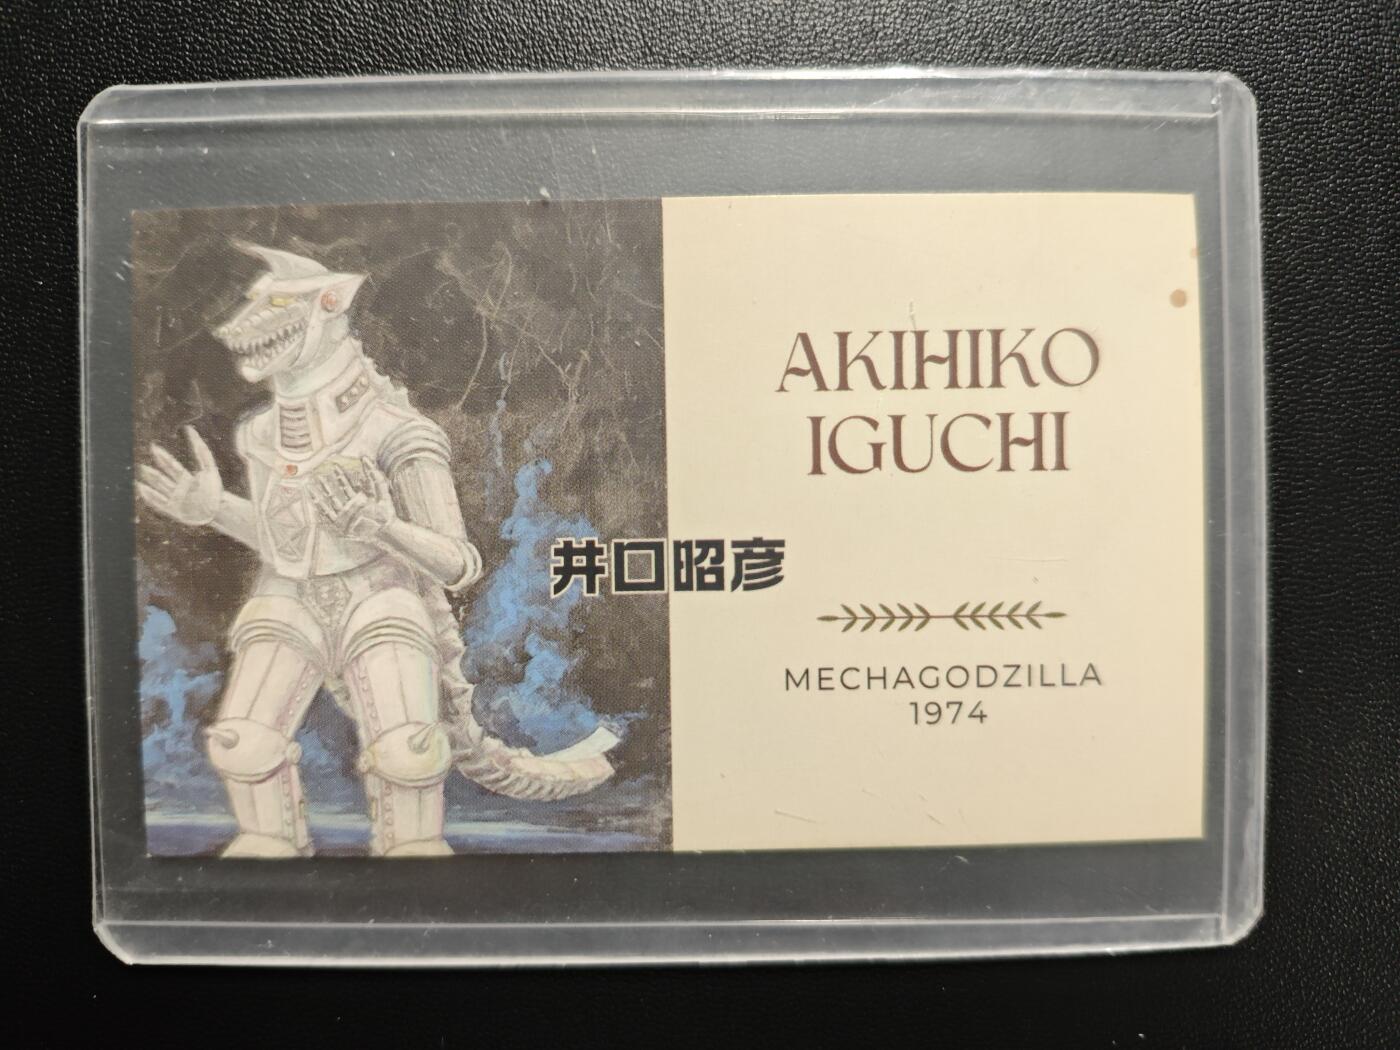 AKIHIKO
IGUCHI
井口昭彦
MECHAGODZILLA
1974